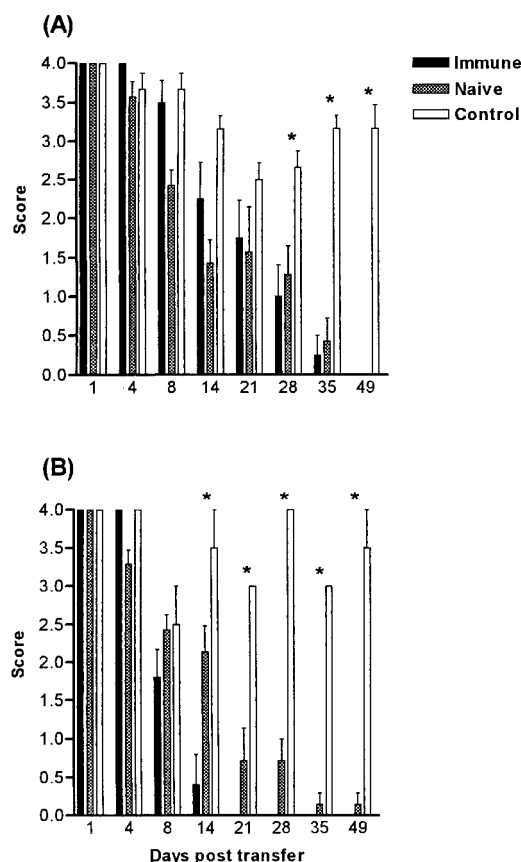 (A)
Immune
Naive
Control
4.0
3.5
3.0
2.5
2.0
1.5
1.0
0.5
0.0
Score
* * *
1 4 8 14 21 28 35 49
(B)
4.0
3.5
3.0
2.5
2.0
1.5
1.0
0.5
0.0
Score
* * * * *
1 4 8 14 21 28 35 49
Days post transfer